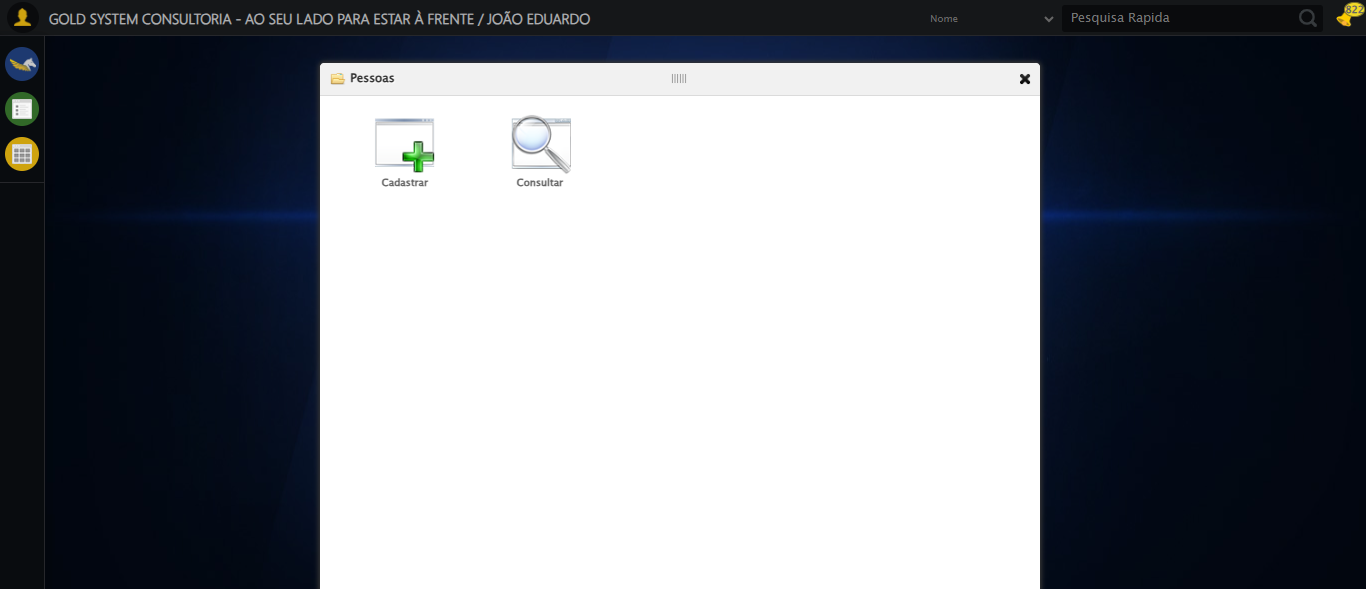 GOLD SYSTEM CONSULTORIA - AO SEU LADO PARA ESTAR À FRENTE / JOÃO EDUARDO
Nome
Pesquisa Rapida
822
Pessoas
Cadastrar
Consultar